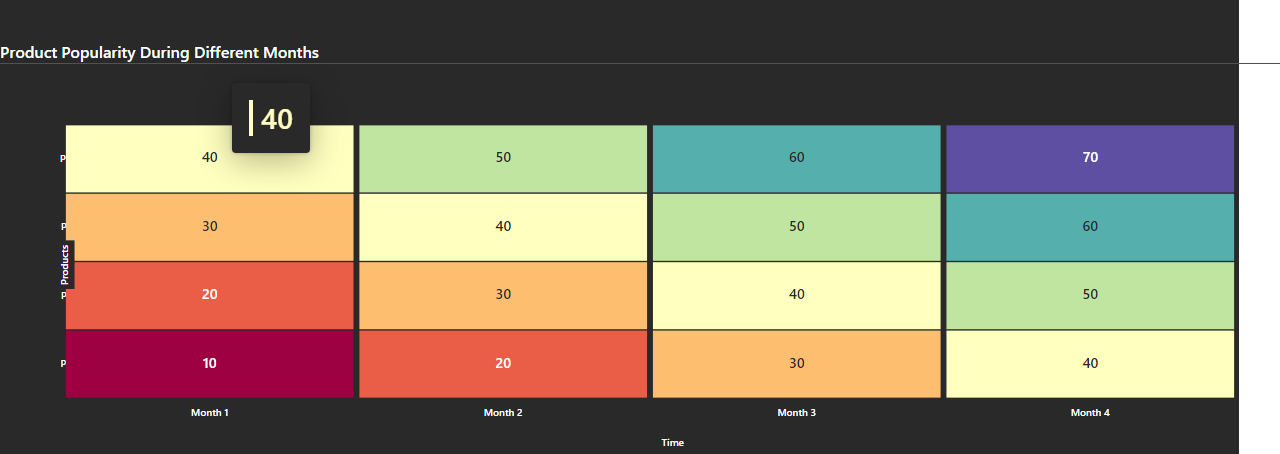 Product Popularity During Different Months
40
40 50 60 70
30 40 50 60
Products
20 30 40 50
10 20 30 40
Month 1 Month 2 Month 3 Month 4
Time